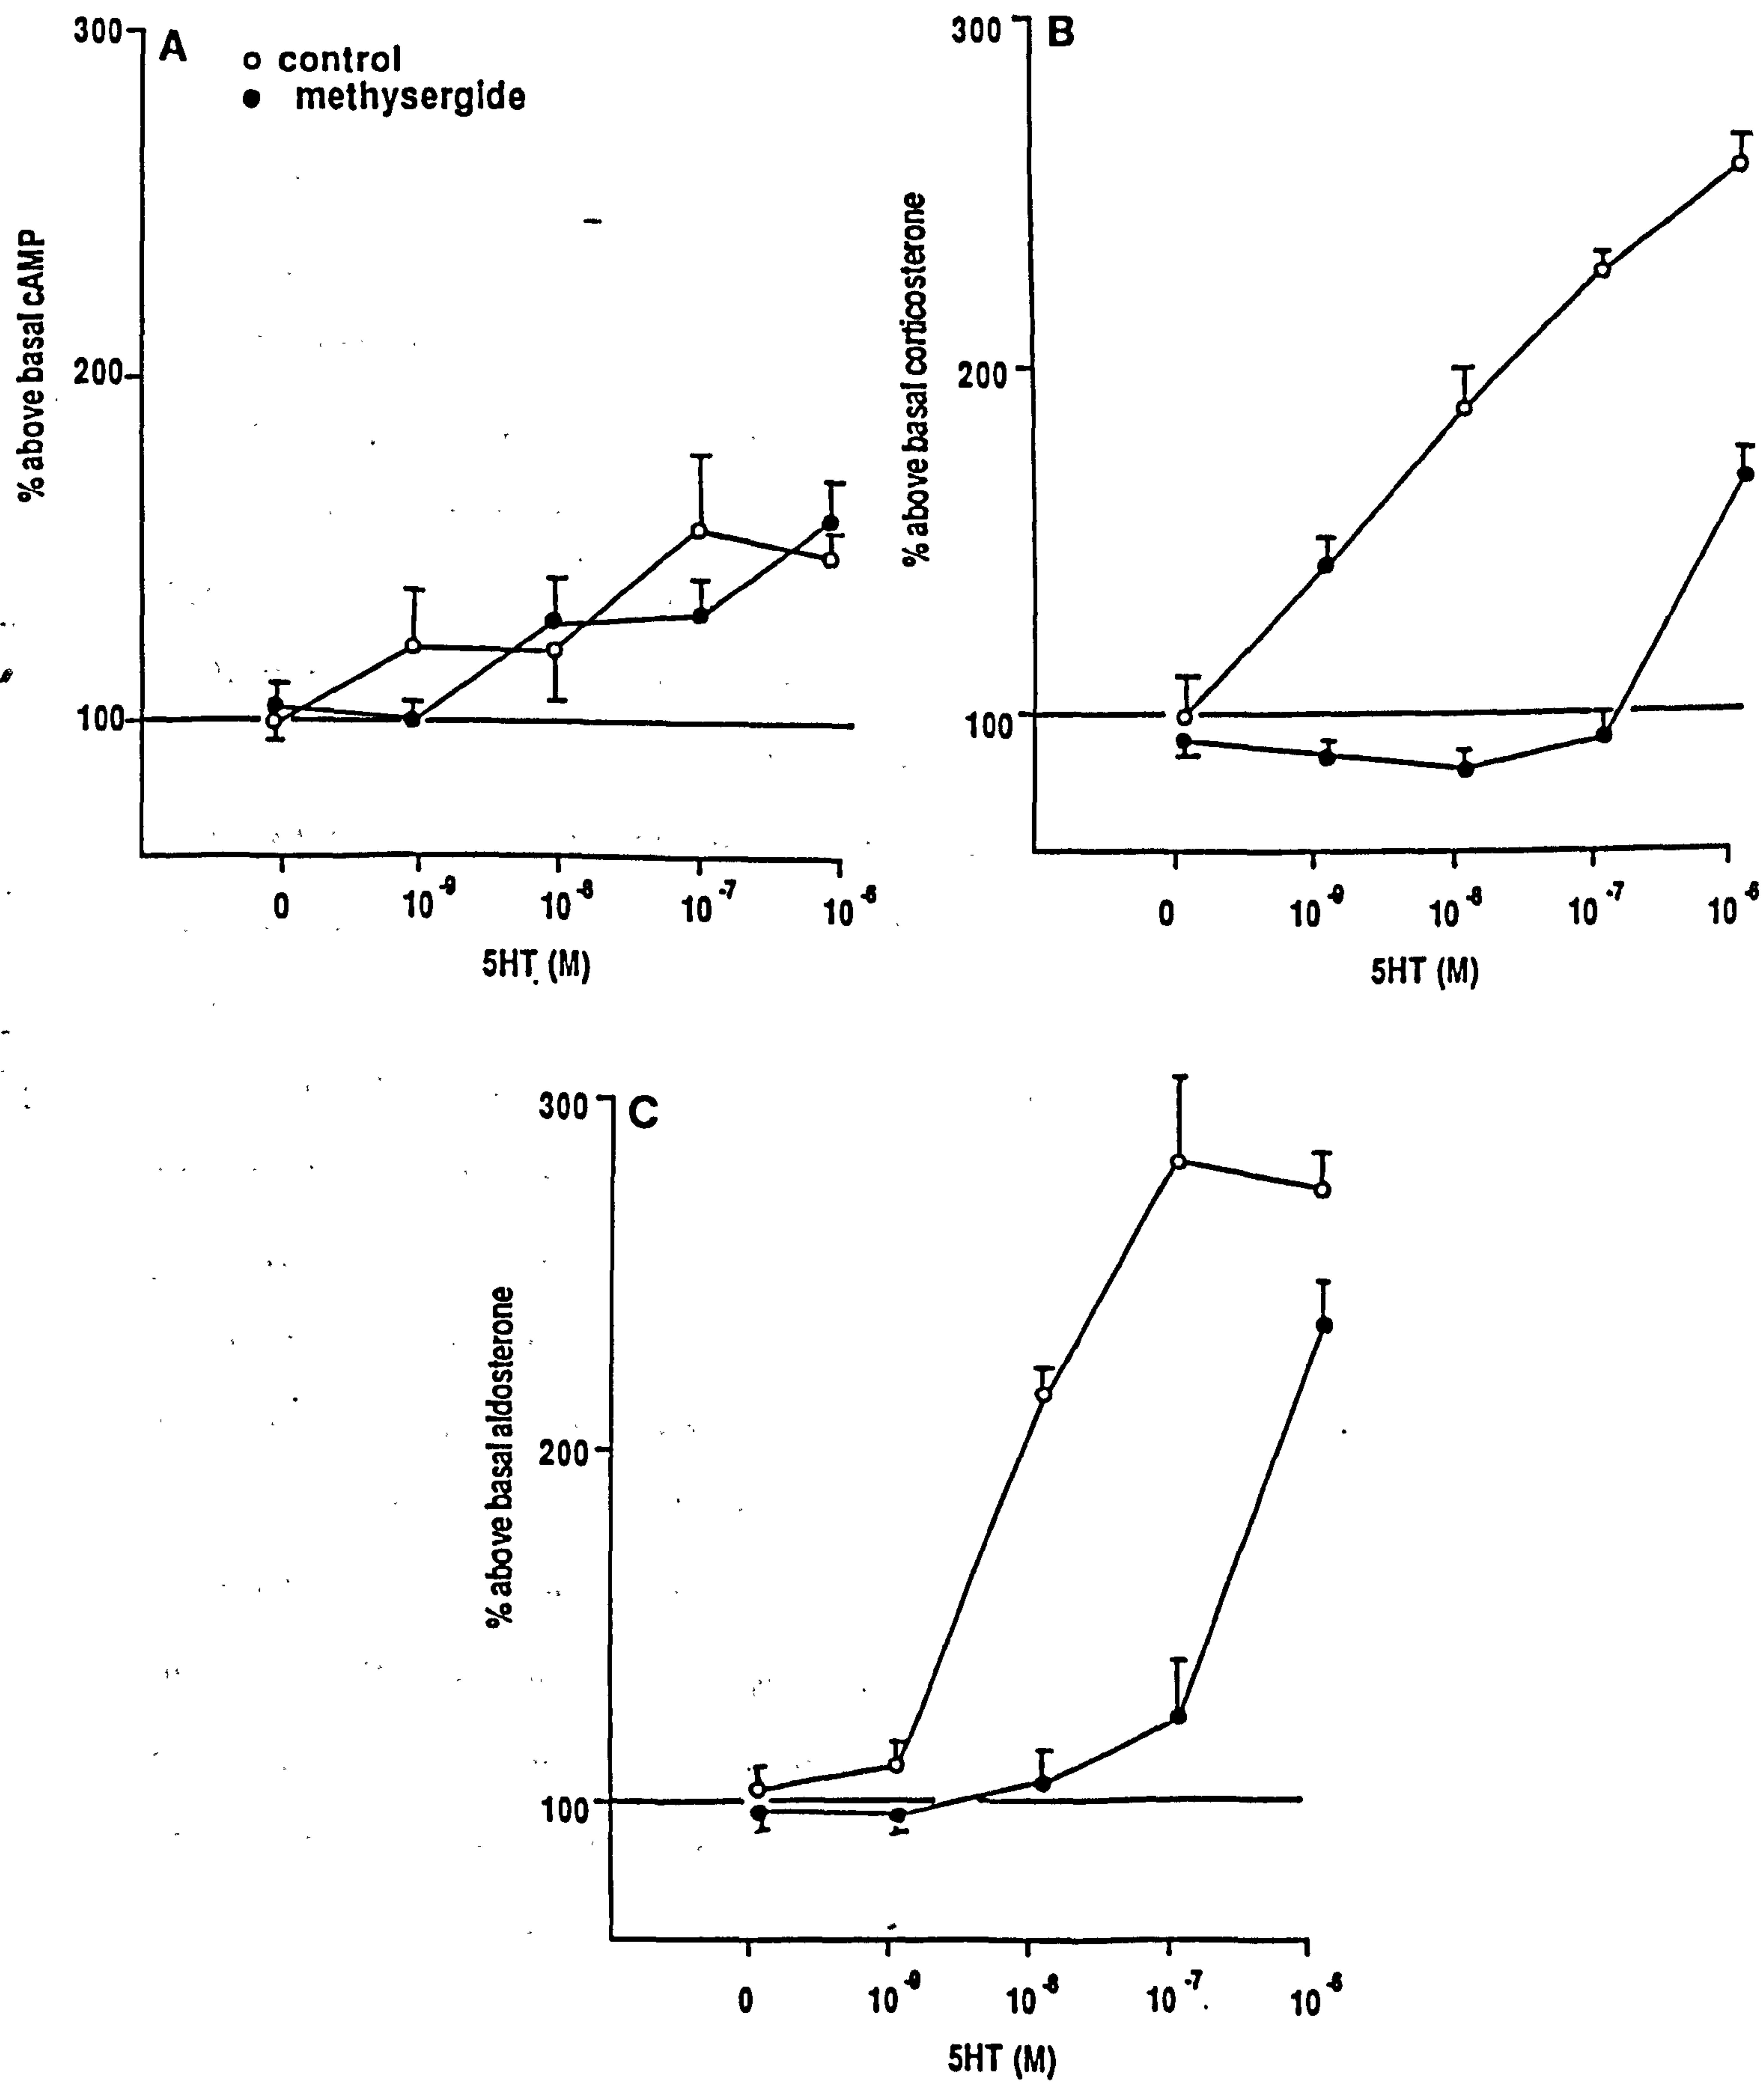 A
○ control
● methysergide
300
200
100
% above basal cAMP
0 10⁻⁹ 10⁻⁸ 10⁻⁷ 10⁻⁶
5HT (M)
B
300
200
100
% above basal corticosterone
0 10⁻⁹ 10⁻⁸ 10⁻⁷ 10⁻⁶
5HT (M)
C
300
200
100
% above basal aldosterone
0 10⁻⁹ 10⁻⁸ 10⁻⁷ 10⁻⁶
5HT (M)